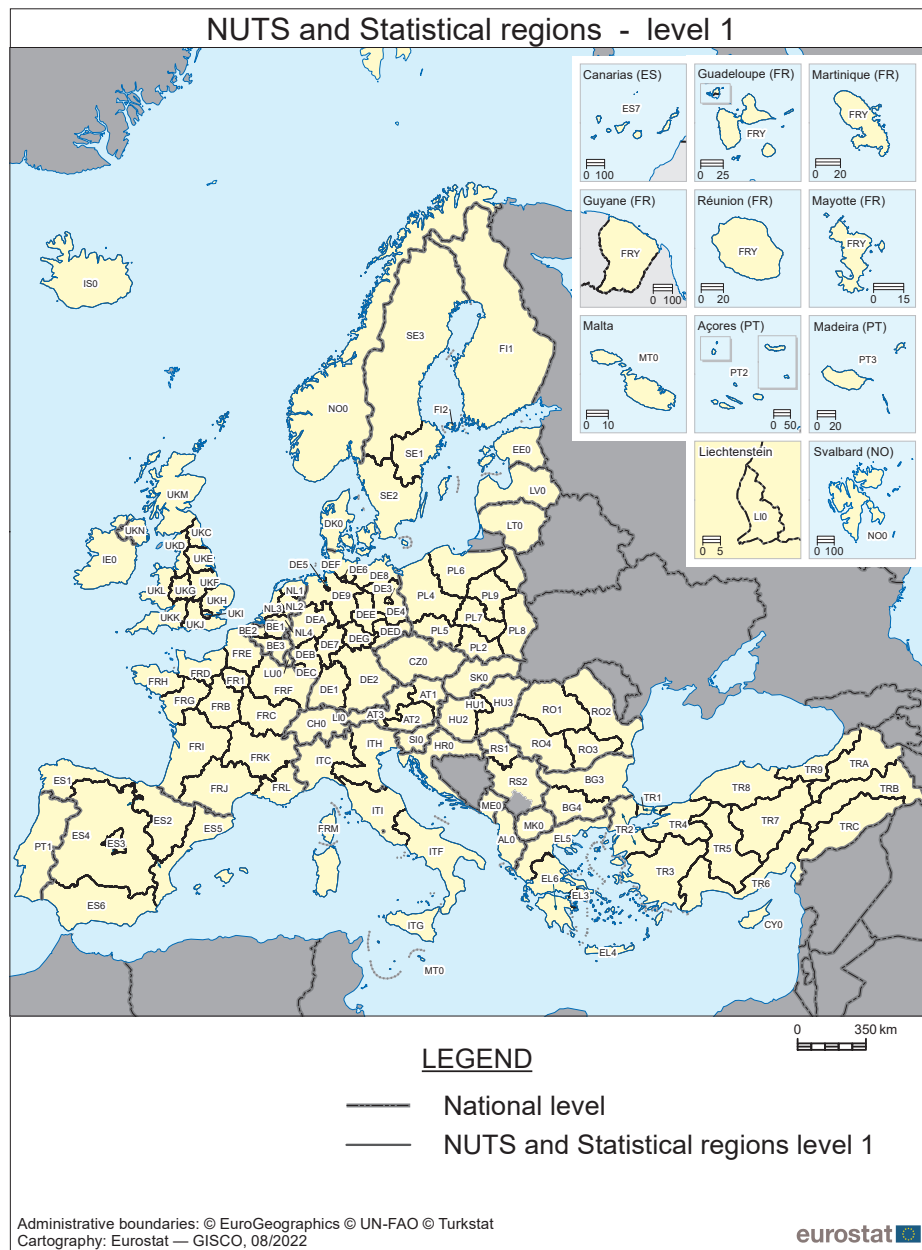 NUTS and Statistical regions - level 1
Canarias (ES)
ES7
0 100
Guadeloupe (FR)
FRY
0 25
Martinique (FR)
FRY
0 20
Guyane (FR)
FRY
0 100
Réunion (FR)
FRY
0 20
Mayotte (FR)
FRY
0 15
Malta
MT0
0 10
Açores (PT)
PT2
0 50
Madeira (PT)
PT3
0 20
Liechtenstein
LI0
0 5
Svalbard (NO)
NO0
0 100
IS0
SE3
FI1
NO0
FI2
SE1
EE0
SE2
LV0
UKM
DK0
LT0
UKN
UKC
UKD
IE0
UKE
DE5
DEF
DE6
DE8
PL6
UKL
UKG
UKF
NL1
DE9
DE3
PL4
PL9
UKH
NL3
NL2
DEA
DEE
DE4
UKK
UKI
UKJ
BE2
BE1
NL4
DEG
DED
PL5
PL7
PL8
BE3
DE7
PL2
FRE
DEB
CZ0
FRH
FRD
FR1
LU0
DEC
SK0
FRG
FRB
FRF
DE1
DE2
AT1
HU1
HU3
FRC
CH0
LI0
AT3
AT2
HU2
RO1
RO2
FRI
FRK
ITC
ITH
SI0
HR0
RS1
RO4
RO3
TR9
TRA
ES1
FRJ
FRL
RS2
BG3
TR8
TRB
ES2
ITI
ME0
BG4
TR1
ES4
ES3
ES5
FRM
MK0
TR2
TR4
TR7
TRC
PT1
AL0
EL5
ITF
TR5
TR3
EL6
EL3
TR6
ES6
ITG
CY0
EL4
MT0
0 350 km
LEGEND
National level
NUTS and Statistical regions level 1
Administrative boundaries: © EuroGeographics © UN-FAO © Turkstat
Cartography: Eurostat — GISCO, 08/2022
eurostat